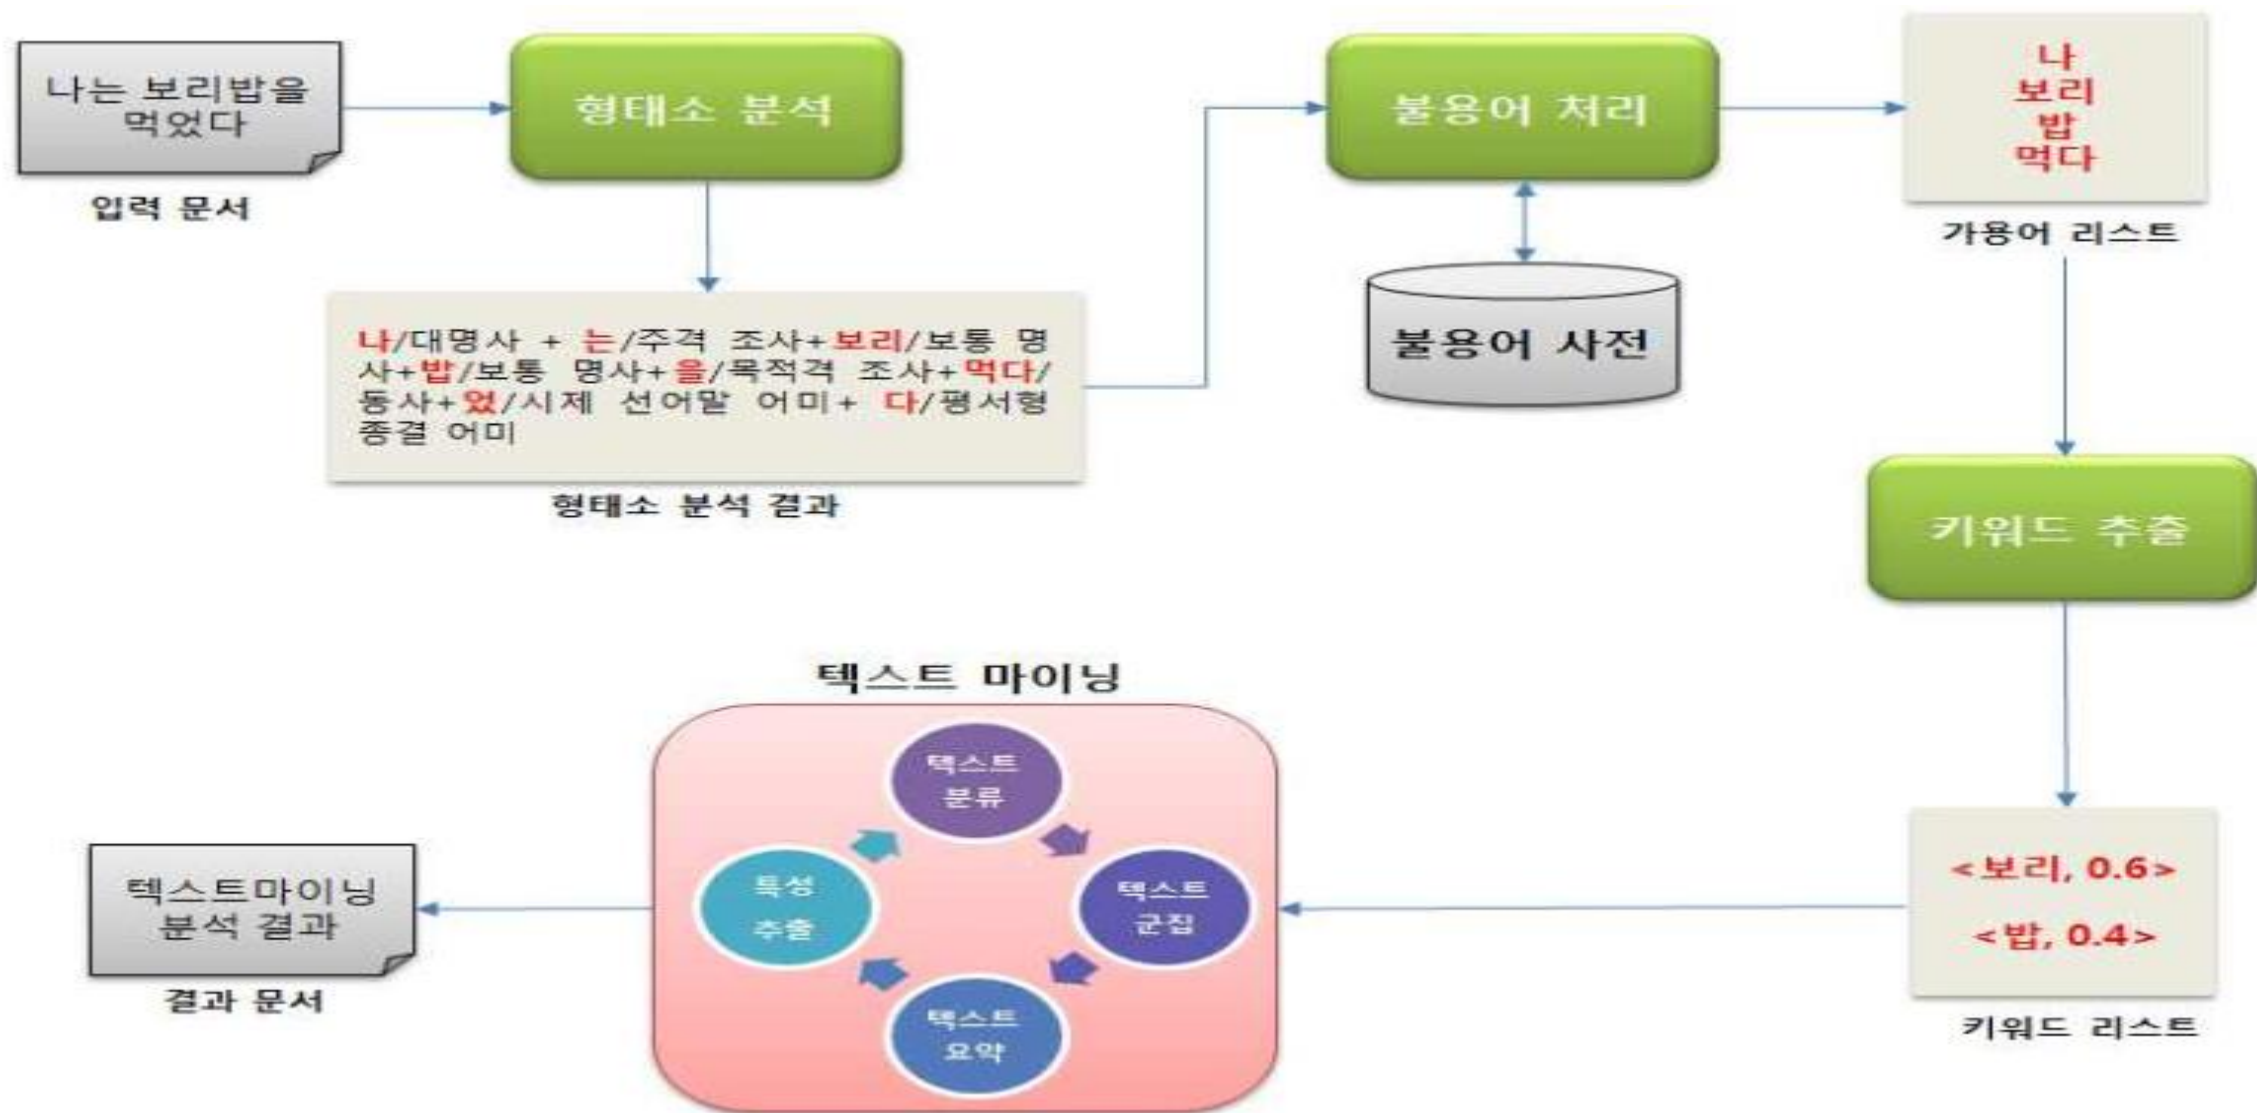 나는 보리밥을
먹었다
입력 문서
형태소 분석
나/대명사 + 는/주격 조사+보리/보통 명
사+밥/보통 명사+을/목적격 조사+먹다/
동사+었/시제 선어말 어미+ 다/평서형
종결 어미
형태소 분석 결과
불용어 처리
불용어 사전
나
보리
밥
먹다
가용어 리스트
키워드 추출
<보리, 0.6>
<밥, 0.4>
키워드 리스트
텍스트 마이닝
텍스트
분류
텍스트
군집
텍스트
요약
특성
추출
텍스트마이닝
분석 결과
결과 문서